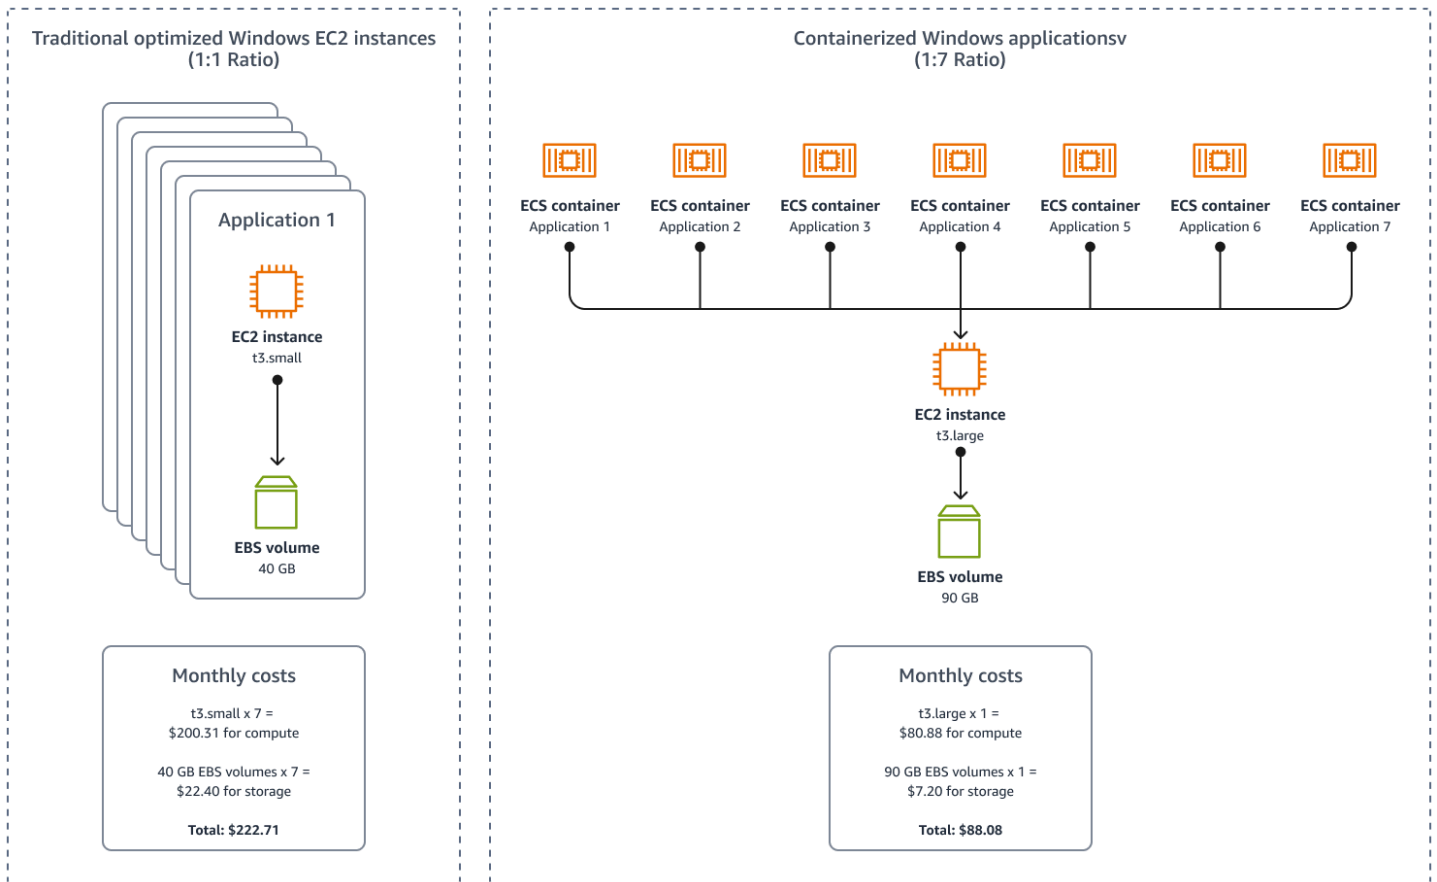 Traditional optimized Windows EC2 instances
(1:1 Ratio)
Application 1
EC2 instance
t3.small
EBS volume
40 GB
Monthly costs
t3.small x 7 =
$200.31 for compute
40 GB EBS volumes x 7 =
$22.40 for storage
Total: $222.71
Containerized Windows applicationsv
(1:7 Ratio)
ECS container
Application 1
ECS container
Application 2
ECS container
Application 3
ECS container
Application 4
ECS container
Application 5
ECS container
Application 6
ECS container
Application 7
EC2 instance
t3.large
EBS volume
90 GB
Monthly costs
t3.large x 1 =
$80.88 for compute
90 GB EBS volumes x 1 =
$7.20 for storage
Total: $88.08